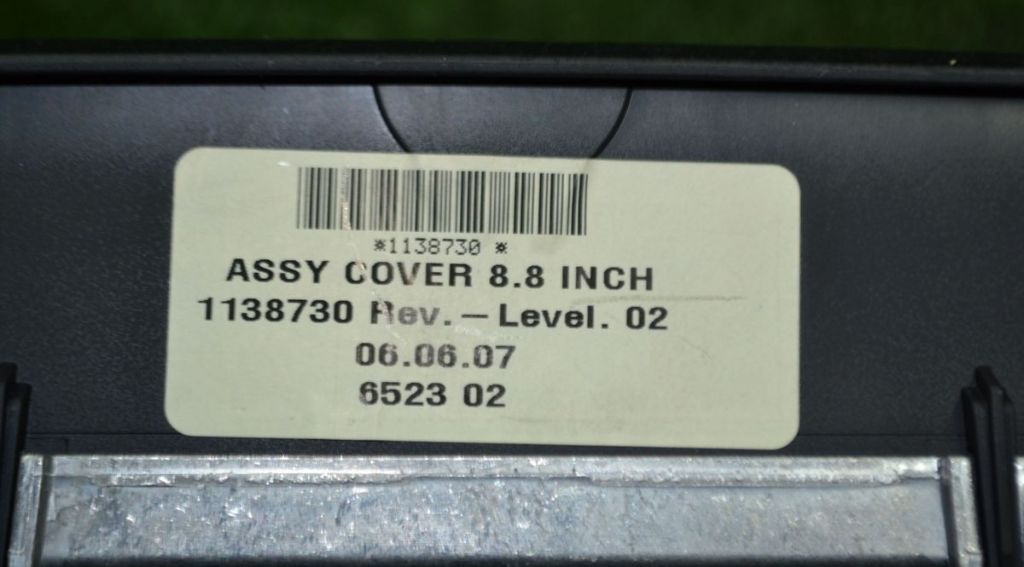 *1138730 *
ASSY COVER 8.8 INCH
1138730 Rev.-Level. 02
06.06.07
6523 02